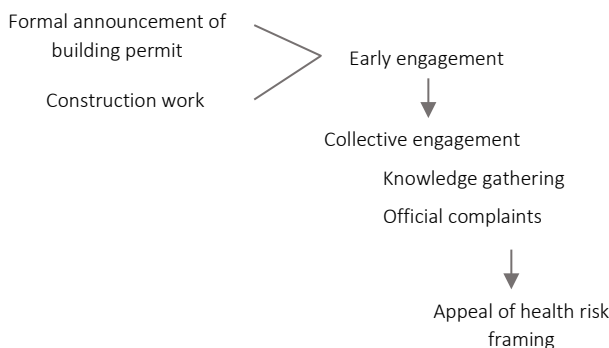 Formal announcement of
building permit
Construction work
Early engagement
Collective engagement
Knowledge gathering
Official complaints
Appeal of health risk
framing